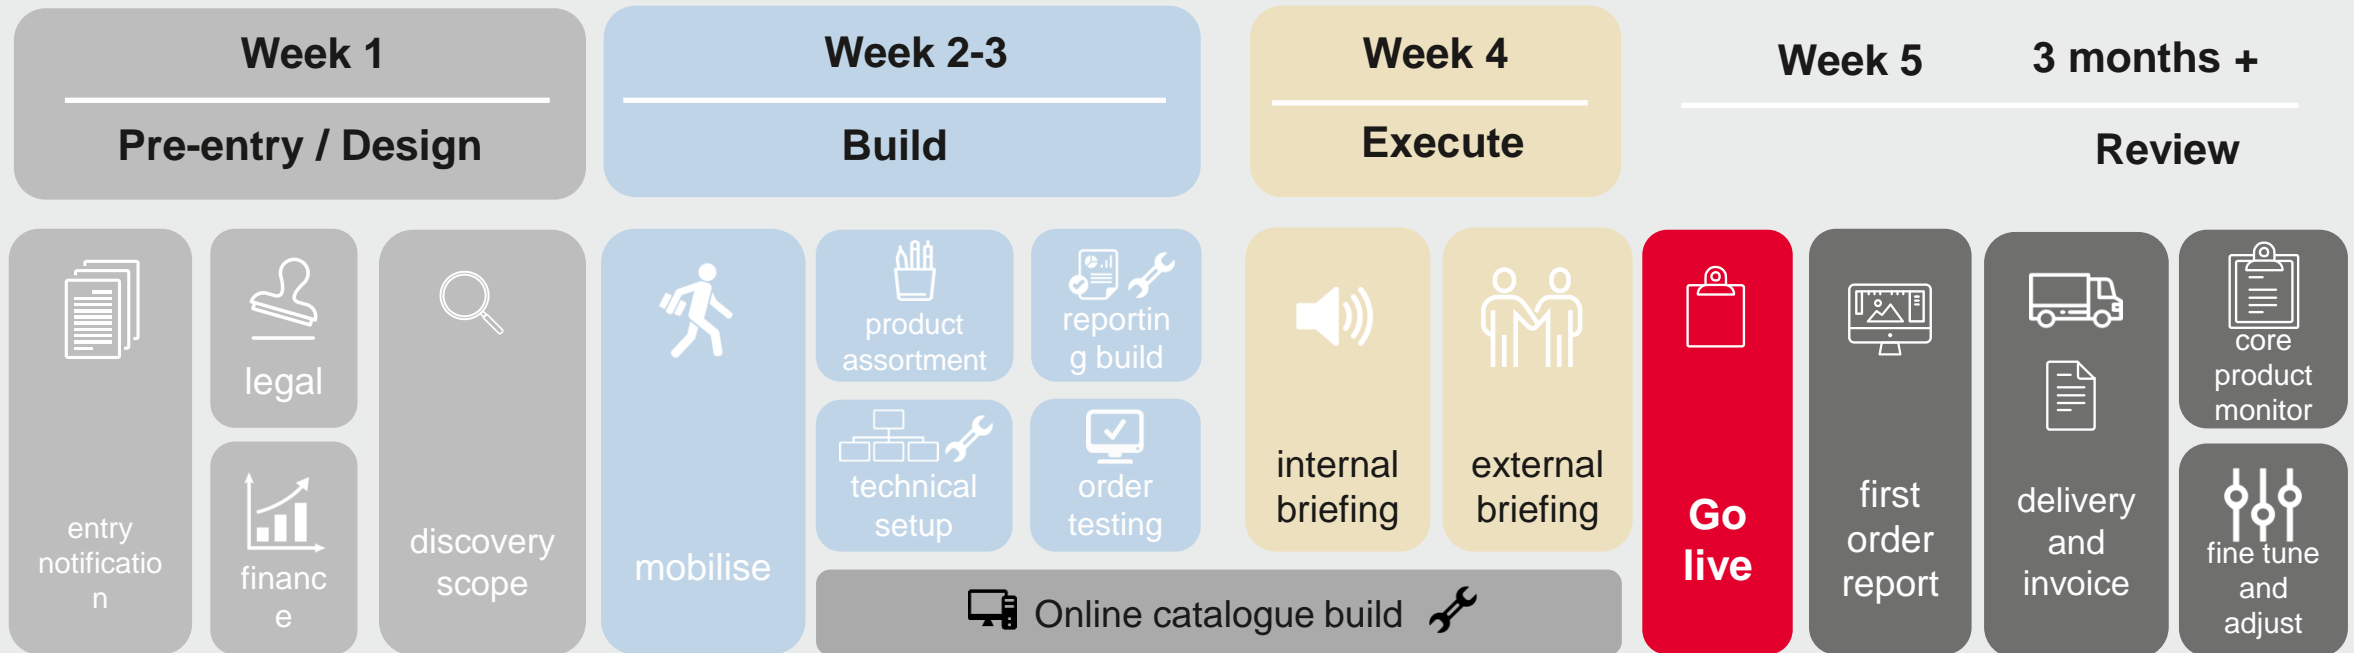 Week 1
Pre-entry / Design
Week 2-3
Build
Week 4
Execute
Week 5
3 months +
Review
entry
notificatio
n
legal
financ
e
discovery
scope
mobilise
product
assortment
reportin
g build
technical
setup
order
testing
internal
briefing
external
briefing
Online catalogue build
Go
live
first
order
report
delivery
and
invoice
core
product
monitor
fine tune
and
adjust